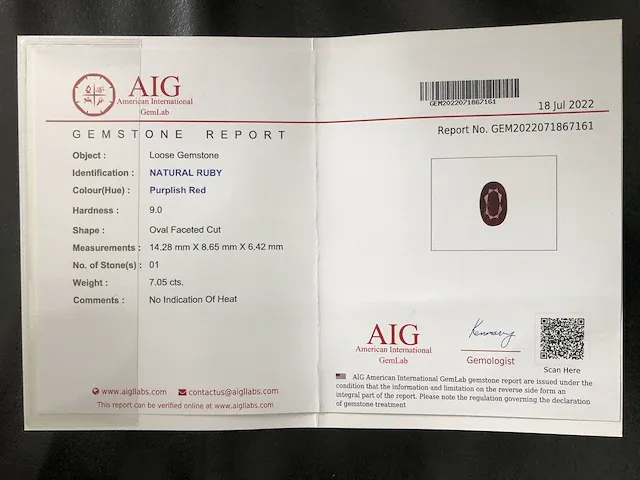 AIG
American International
GemLab
GEMSTONE REPORT
Object : Loose Gemstone
Identification : NATURAL RUBY
Colour(Hue) : Purplish Red
Hardness : 9.0
Shape : Oval Faceted Cut
Measurements : 14.28 mm X 8.65 mm X 6.42 mm
No. of Stone(s) : 01
Weight : 7.05 cts.
Comments : No Indication Of Heat
www.aigllabs.com contactus@aigllabs.com
This report can be verified online at www.aigllabs.com
GEM2022071867161
18 Jul 2022
Report No. GEM2022071867161
AIG
American International
GemLab
Gemologist
Scan Here
AIG American International GemLab gemstone report are issued under the
condition that the information and limitation on the reverse side form an
integral part of the report. Please note the regulation governing the declaration
of gemstone treatment